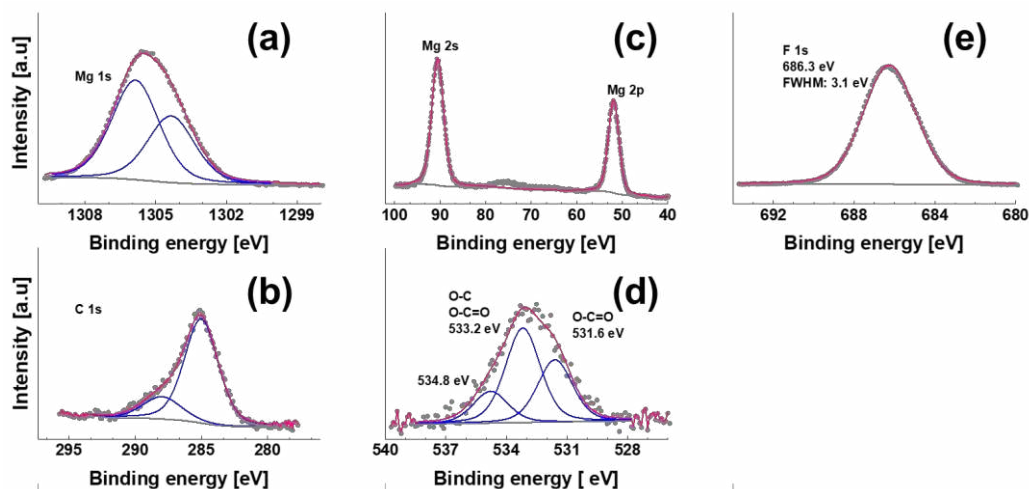 (a)
Mg 1s
Intensity [a.u]
1308 1305 1302 1299
Binding energy [eV]
(c)
Mg 2s
Mg 2p
100 90 80 70 60 50 40
Binding energy [eV]
(e)
F 1s
686.3 eV
FWHM: 3.1 eV
692 688 684 680
Binding energy [eV]
(b)
C 1s
Intensity [a.u]
295 290 285 280
Binding energy [eV]
(d)
O-C
O-C=O
533.2 eV
O-C=O
531.6 eV
534.8 eV
540 537 534 531 528
Binding energy [ eV]